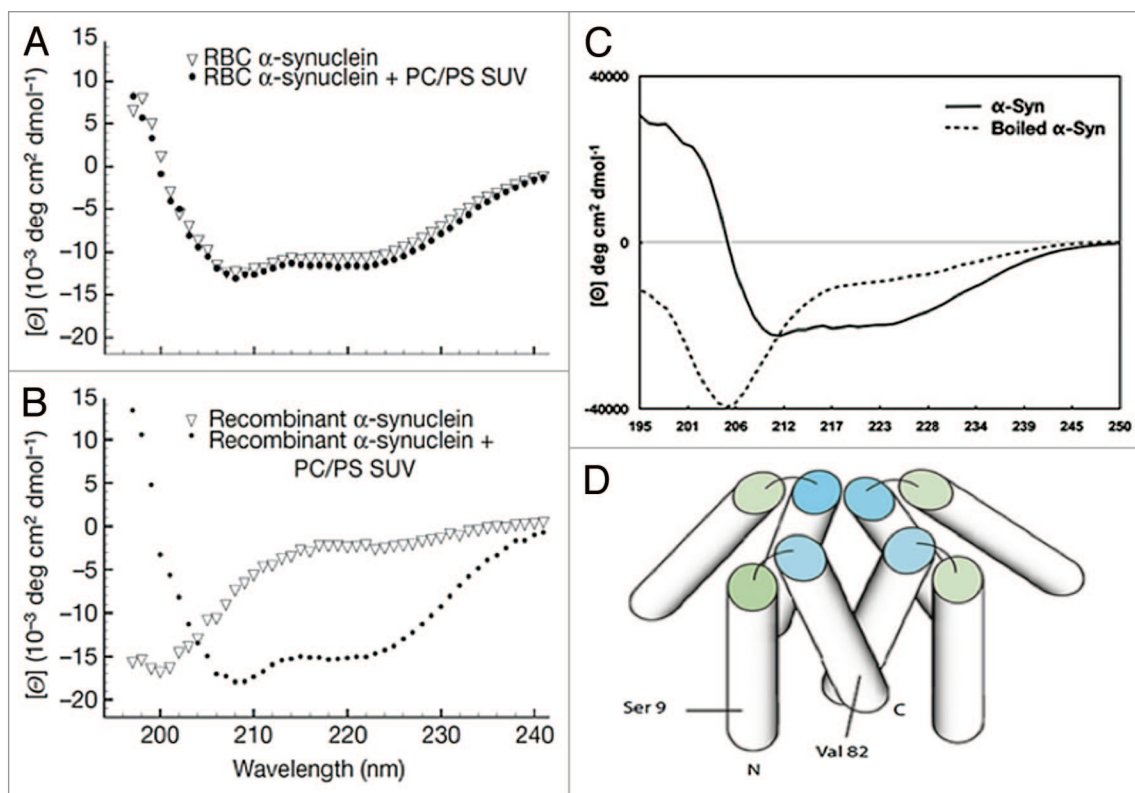 A
▽ RBC α-synuclein
• RBC α-synuclein + PC/PS SUV
[Θ] (10⁻³ deg cm² dmol⁻¹)
15
10
5
0
−5
−10
−15
−20
B
▽ Recombinant α-synuclein
• Recombinant α-synuclein +
PC/PS SUV
[Θ] (10⁻³ deg cm² dmol⁻¹)
15
10
5
0
−5
−10
−15
−20
200 210 220 230 240
Wavelength (nm)
C
α-Syn
Boiled α-Syn
[Θ] deg cm² dmol⁻¹
40000
0
-40000
195 201 206 212 217 223 228 234 239 245 250
D
Ser 9
Val 82
C
N